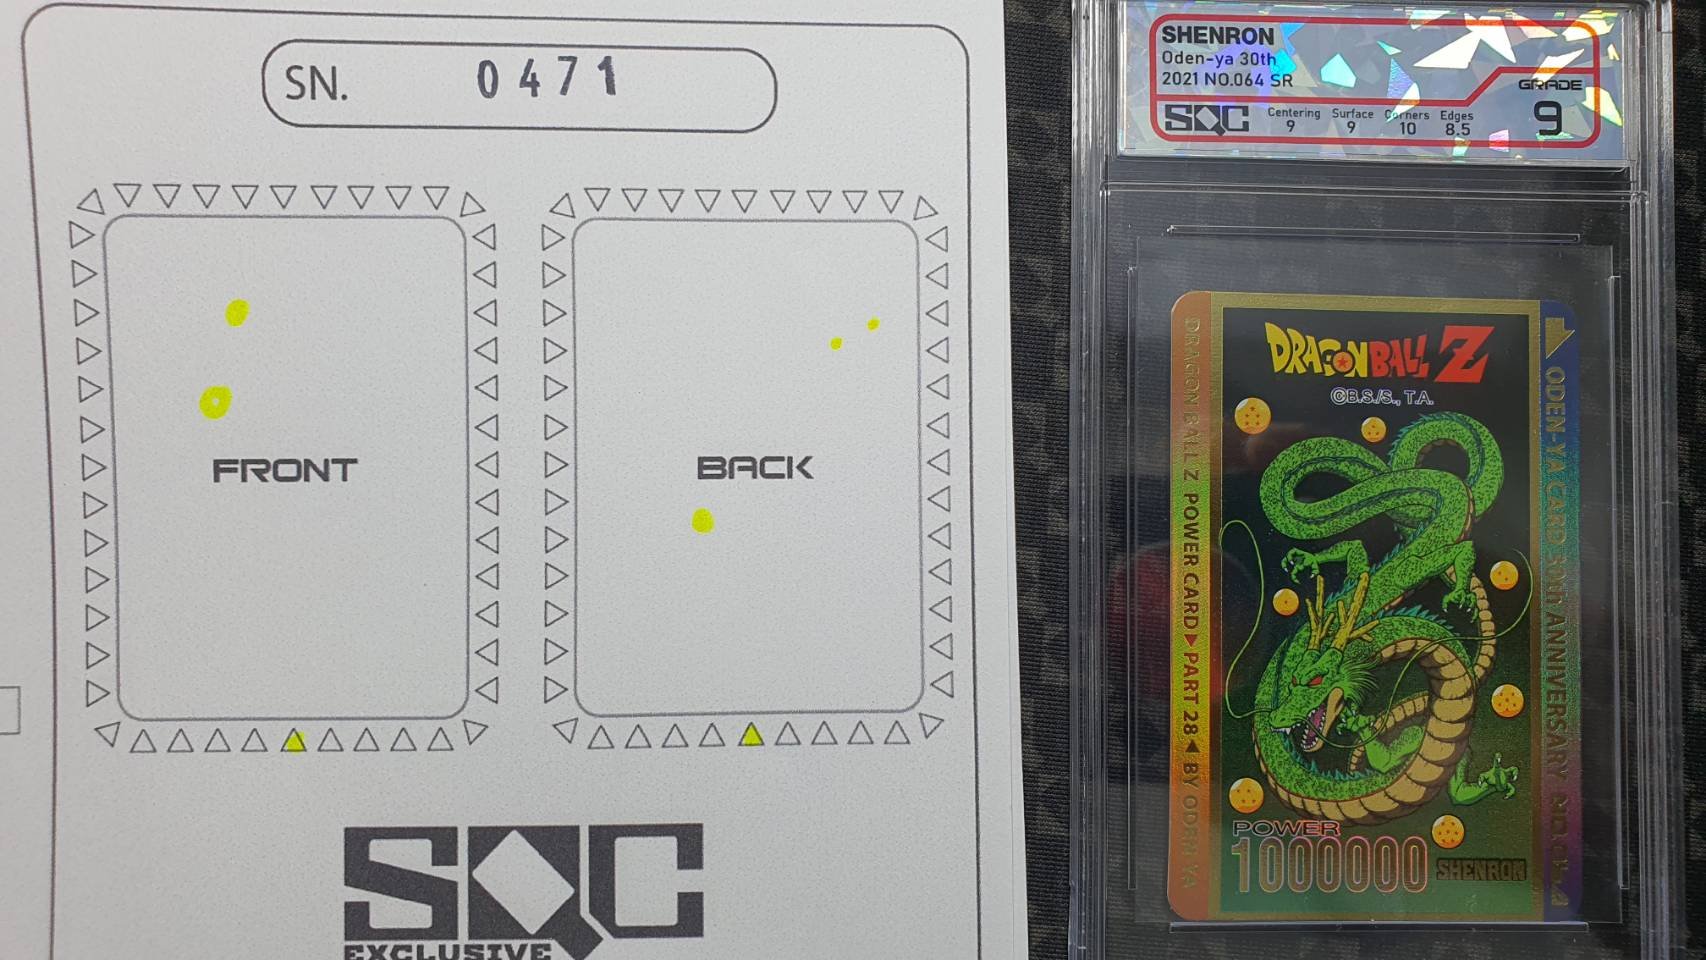 SN. 0471
FRONT
BACK
SQC
EXCLUSIVE
SHENRON
Oden-ya 30th
2021 NO.064 SR
GRADE
9
SQC
Centering Surface Corners Edges
9 9 10 8.5
DRAGON BALL Z POWER CARD ▶ PART 28 ◀ BY ODEN YA
DRAGONBALL Z
©B.S./S., T.A.
POWER
1000000
SHENRON
ODEN-YA CARD 30th ANNIVERSARY